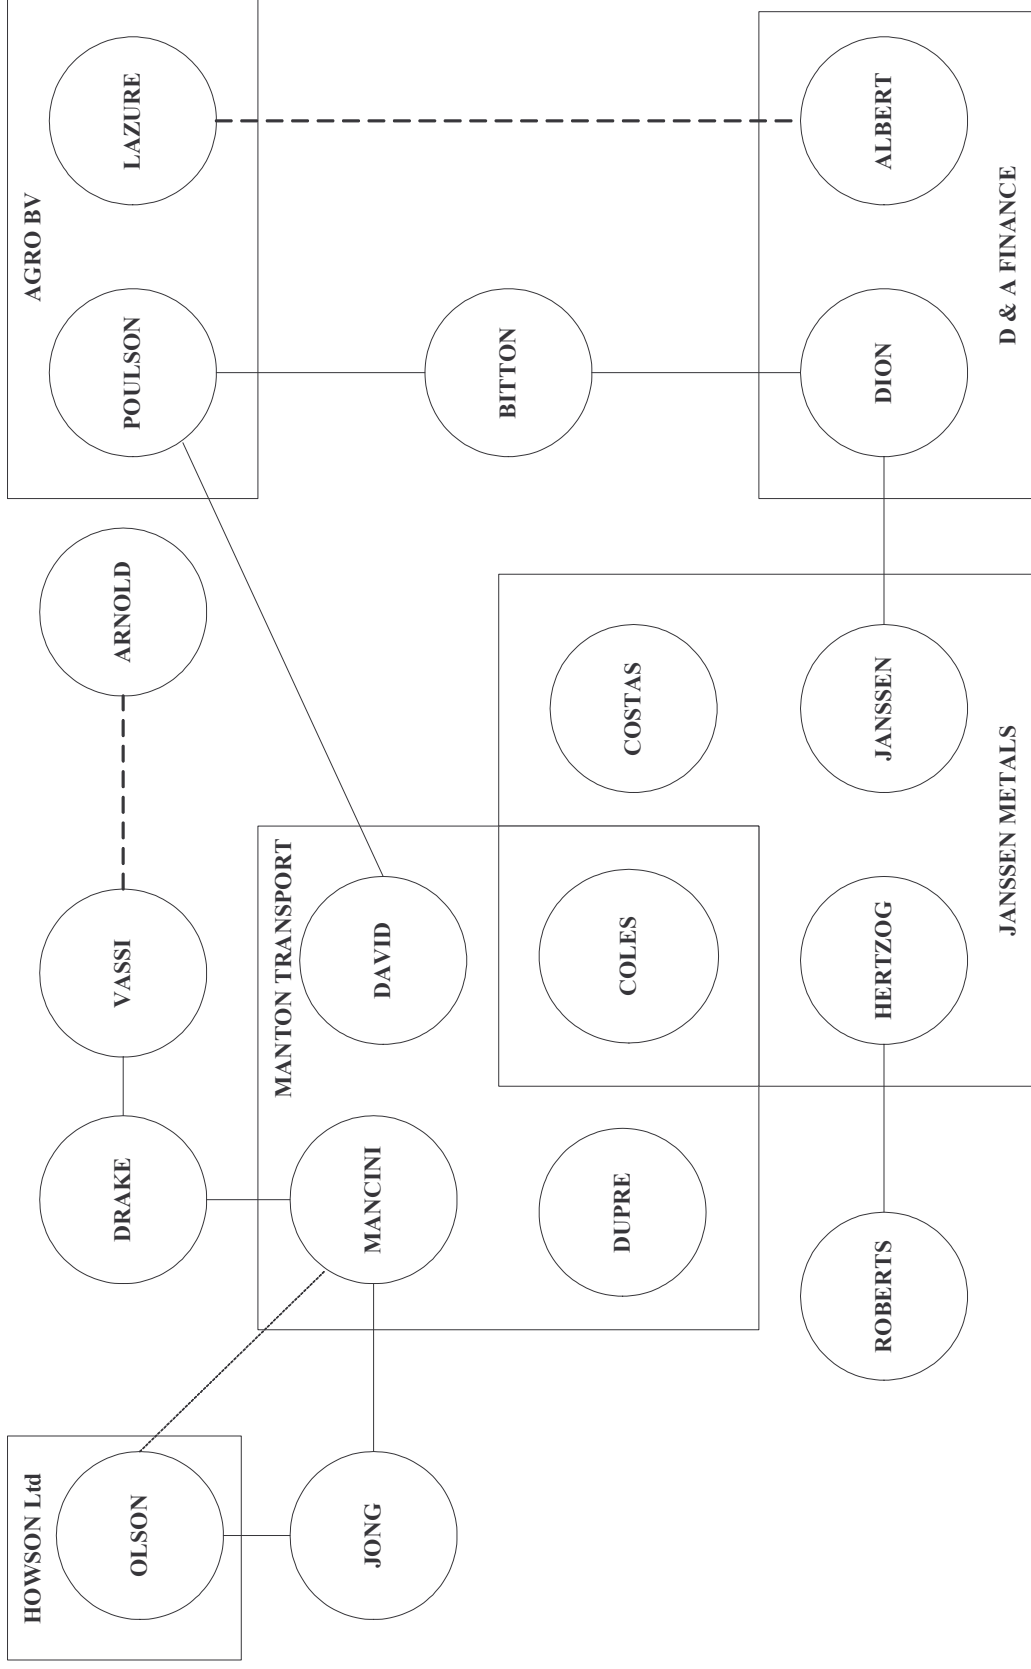 HOWSON Ltd
OLSON
JONG
DRAKE
VASSI
ARNOLD
MANTON TRANSPORT
MANCINI
DAVID
DUPRE
COLES
AGRO BV
POULSON
LAZURE
BITTON
COSTAS
ROBERTS
HERTZOG
JANSSEN
JANSSEN METALS
DION
ALBERT
D & A FINANCE